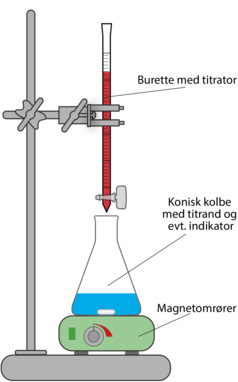 Burette med titrator
Konisk kolbe
med titrand og
evt. indikator
Magnetomrører